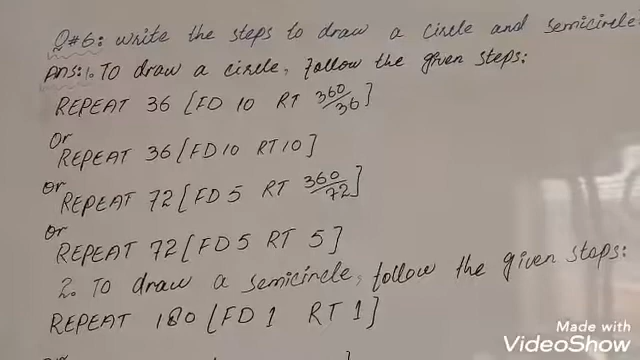 Q#6: Write the steps to draw a circle and semicircle
Ans: 1. To draw a circle, follow the given steps:
REPEAT 36 [FD 10 RT 360/36]
Or
REPEAT 36 [FD 10 RT 10]
or
REPEAT 72 [FD 5 RT 360/72]
or
REPEAT 72 [FD 5 RT 5]
2. To draw a semicircle, follow the given steps:
REPEAT 180 [FD 1 RT 1]
Made with
VideoShow